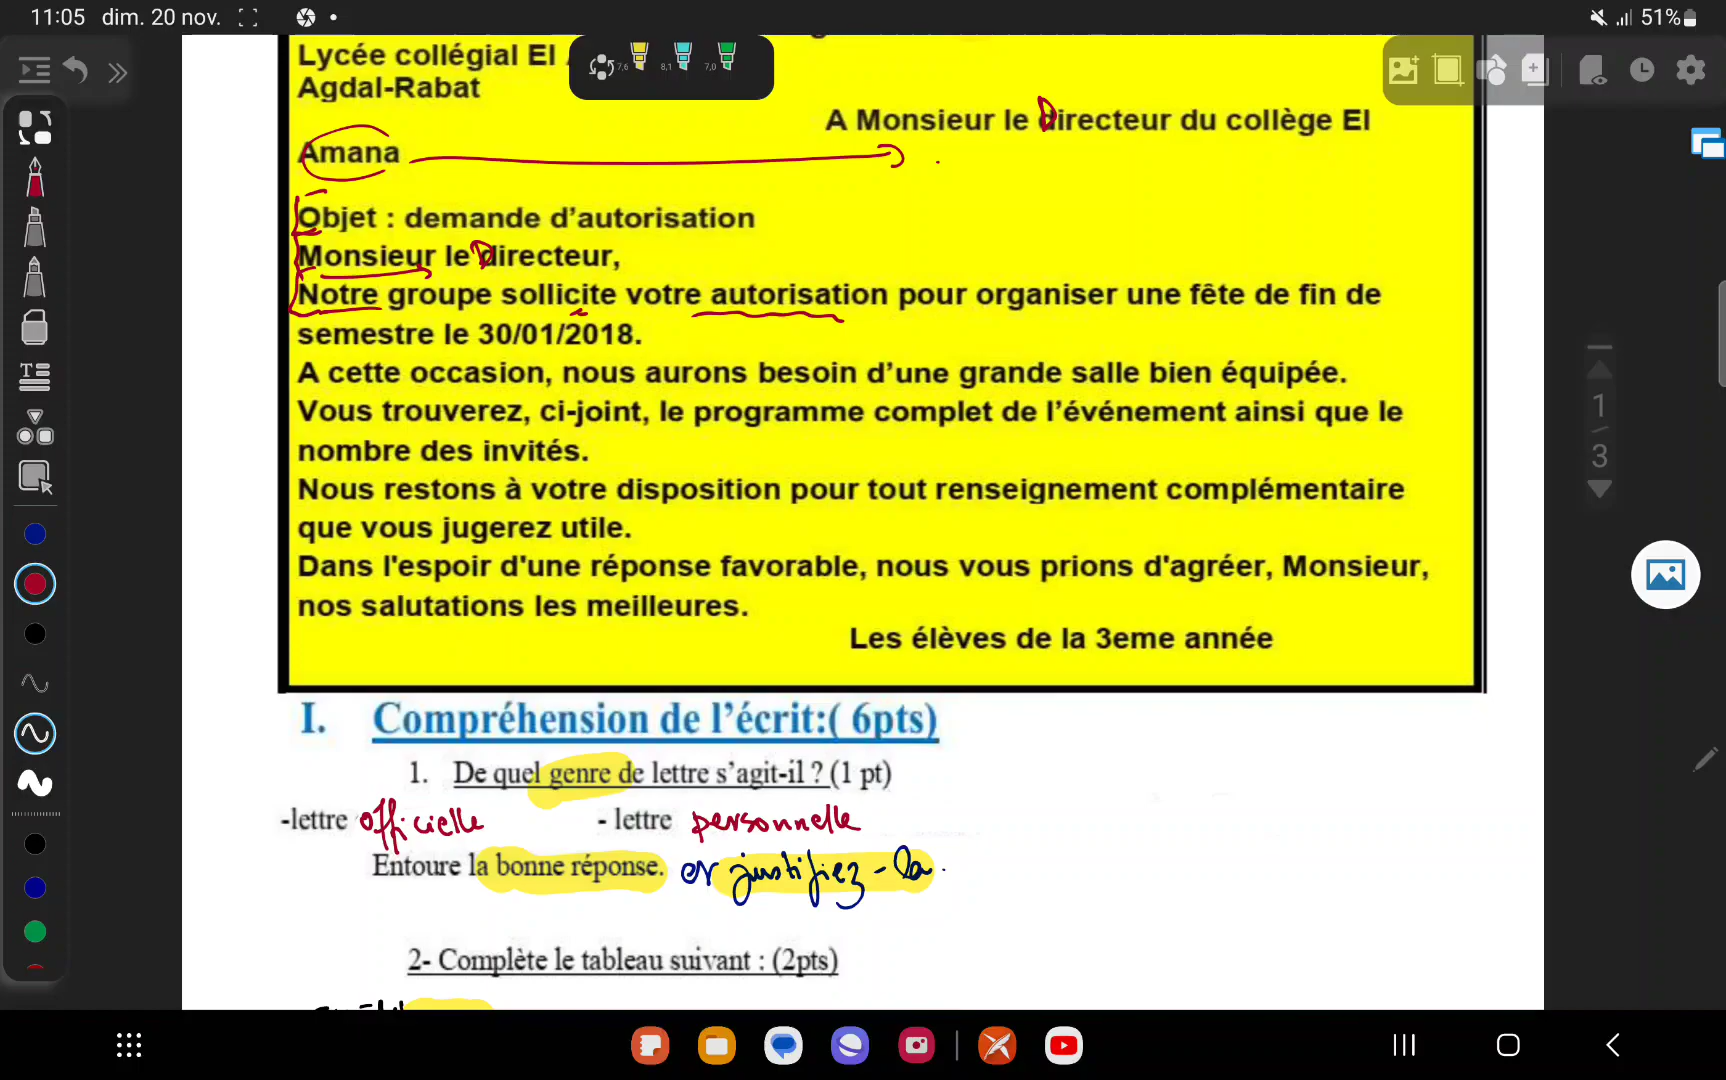 11:05 dim. 20 nov.
51%
Lycée collégial El
7,6 8,1 7,0
Agdal-Rabat
A Monsieur le Directeur du collège El
Amana
Objet : demande d'autorisation
Monsieur le Directeur,
Notre groupe sollicite votre autorisation pour organiser une fête de fin de
semestre le 30/01/2018.
A cette occasion, nous aurons besoin d'une grande salle bien équipée.
Vous trouverez, ci-joint, le programme complet de l'événement ainsi que le
nombre des invités.
Nous restons à votre disposition pour tout renseignement complémentaire
que vous jugerez utile.
Dans l'espoir d'une réponse favorable, nous vous prions d'agréer, Monsieur,
nos salutations les meilleures.
Les élèves de la 3eme année
1
/
3
I. Compréhension de l'écrit:( 6pts)
1. De quel genre de lettre s'agit-il ? (1 pt)
-lettre officielle - lettre personnelle
Entoure la bonne réponse. et justifiez-la.
2- Complète le tableau suivant : (2pts)